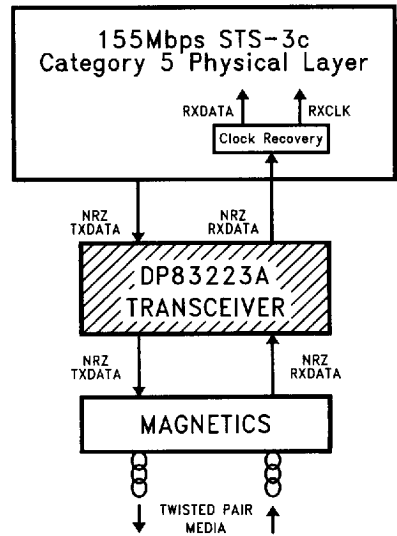 155Mbps STS-3c
Category 5 Physical Layer
RXDATA
RXCLK
Clock Recovery
NRZ
TXDATA
NRZ
RXDATA
DP83223A
TRANSCEIVER
NRZ
TXDATA
NRZ
RXDATA
MAGNETICS
TWISTED PAIR
MEDIA